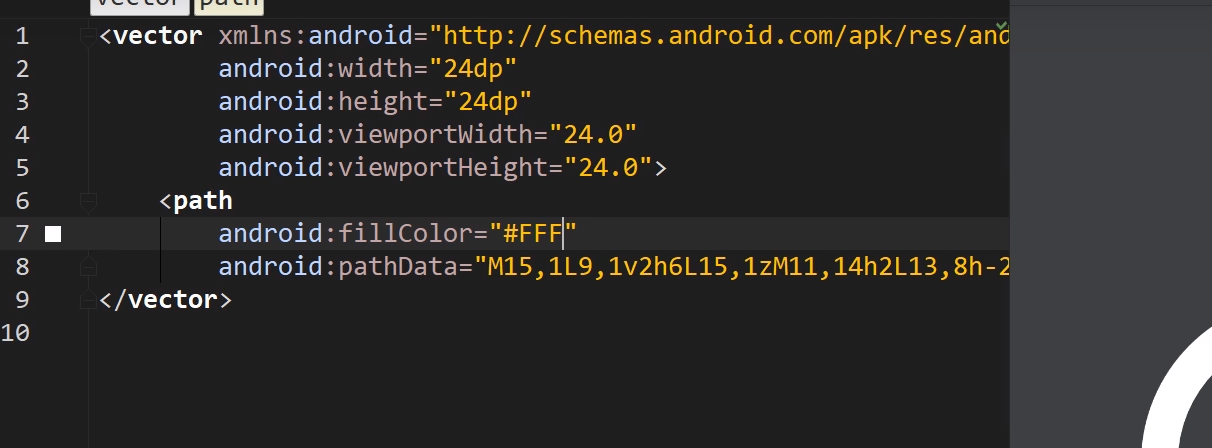 vector path
1 <vector xmlns:android="http://schemas.android.com/apk/res/and
2 android:width="24dp"
3 android:height="24dp"
4 android:viewportWidth="24.0"
5 android:viewportHeight="24.0">
6 <path
7 android:fillColor="#FFF"
8 android:pathData="M15,1L9,1v2h6L15,1zM11,14h2L13,8h-2
9 </vector>
10